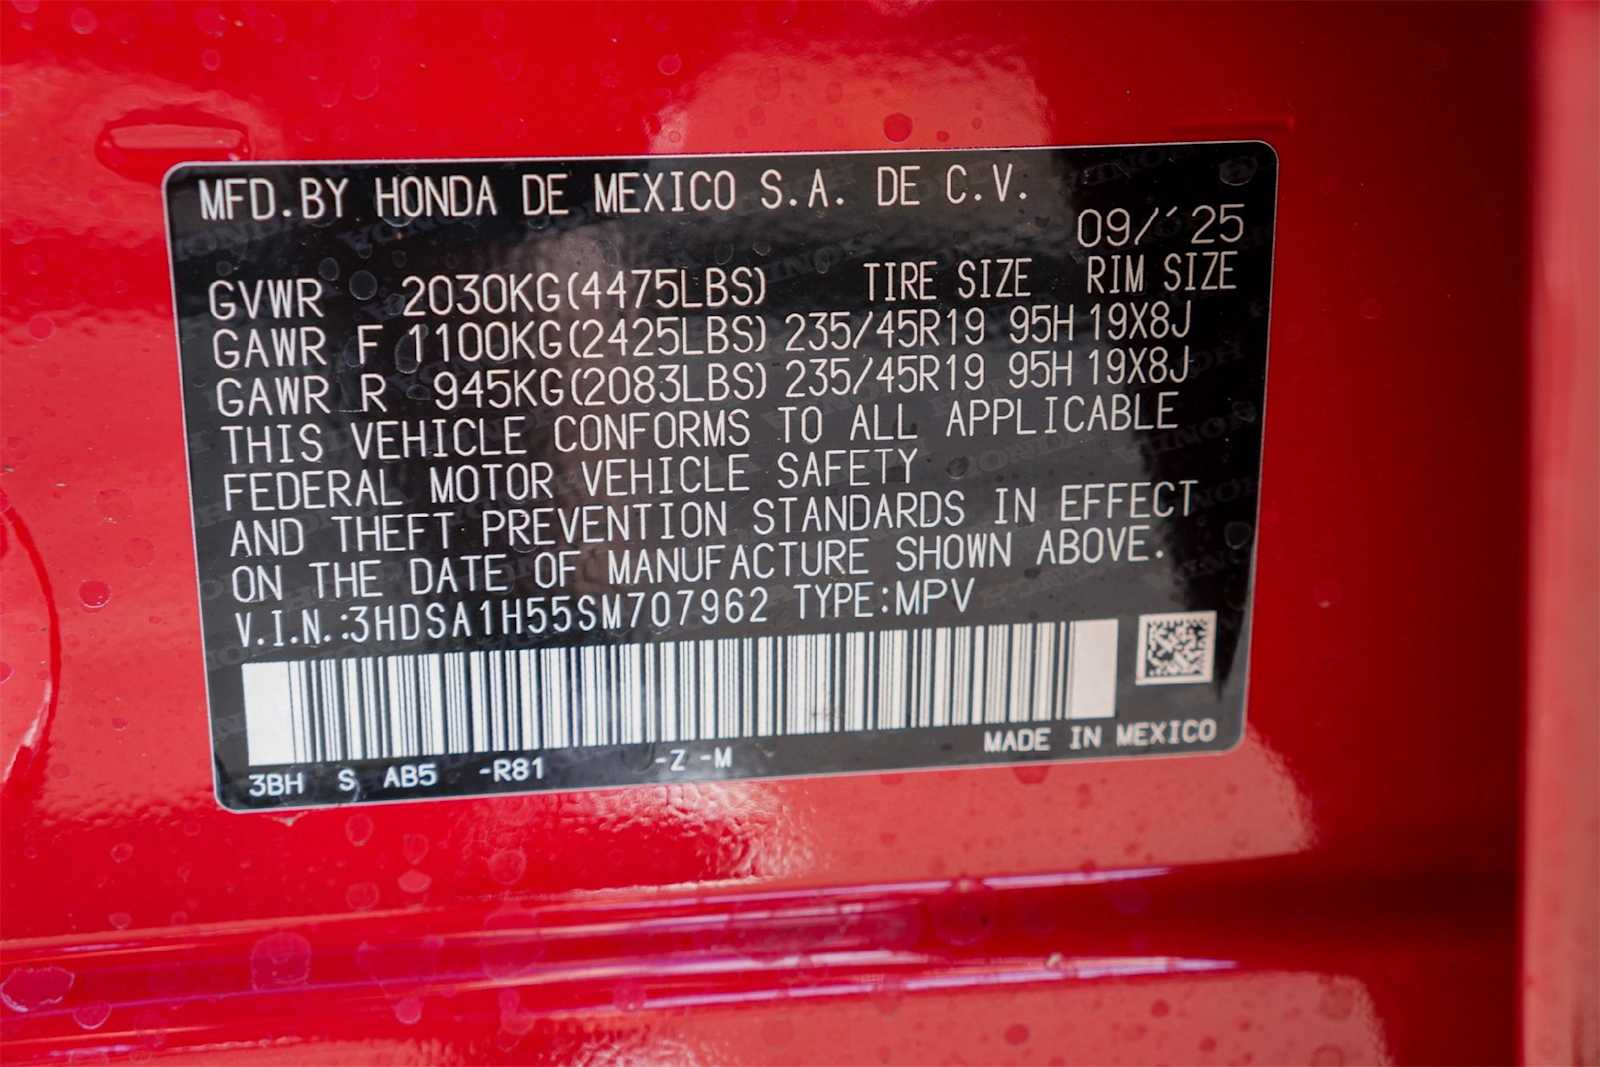 MFD.BY HONDA DE MEXICO S.A. DE C.V.
09/'25
GVWR 2030KG(4475LBS) TIRE SIZE RIM SIZE
GAWR F 1100KG(2425LBS) 235/45R19 95H 19X8J
GAWR R 945KG(2083LBS) 235/45R19 95H 19X8J
THIS VEHICLE CONFORMS TO ALL APPLICABLE
FEDERAL MOTOR VEHICLE SAFETY
AND THEFT PREVENTION STANDARDS IN EFFECT
ON THE DATE OF MANUFACTURE SHOWN ABOVE.
V.I.N.:3HDSA1H55SM707962 TYPE:MPV
3BH S AB5 -R81 -Z -M MADE IN MEXICO